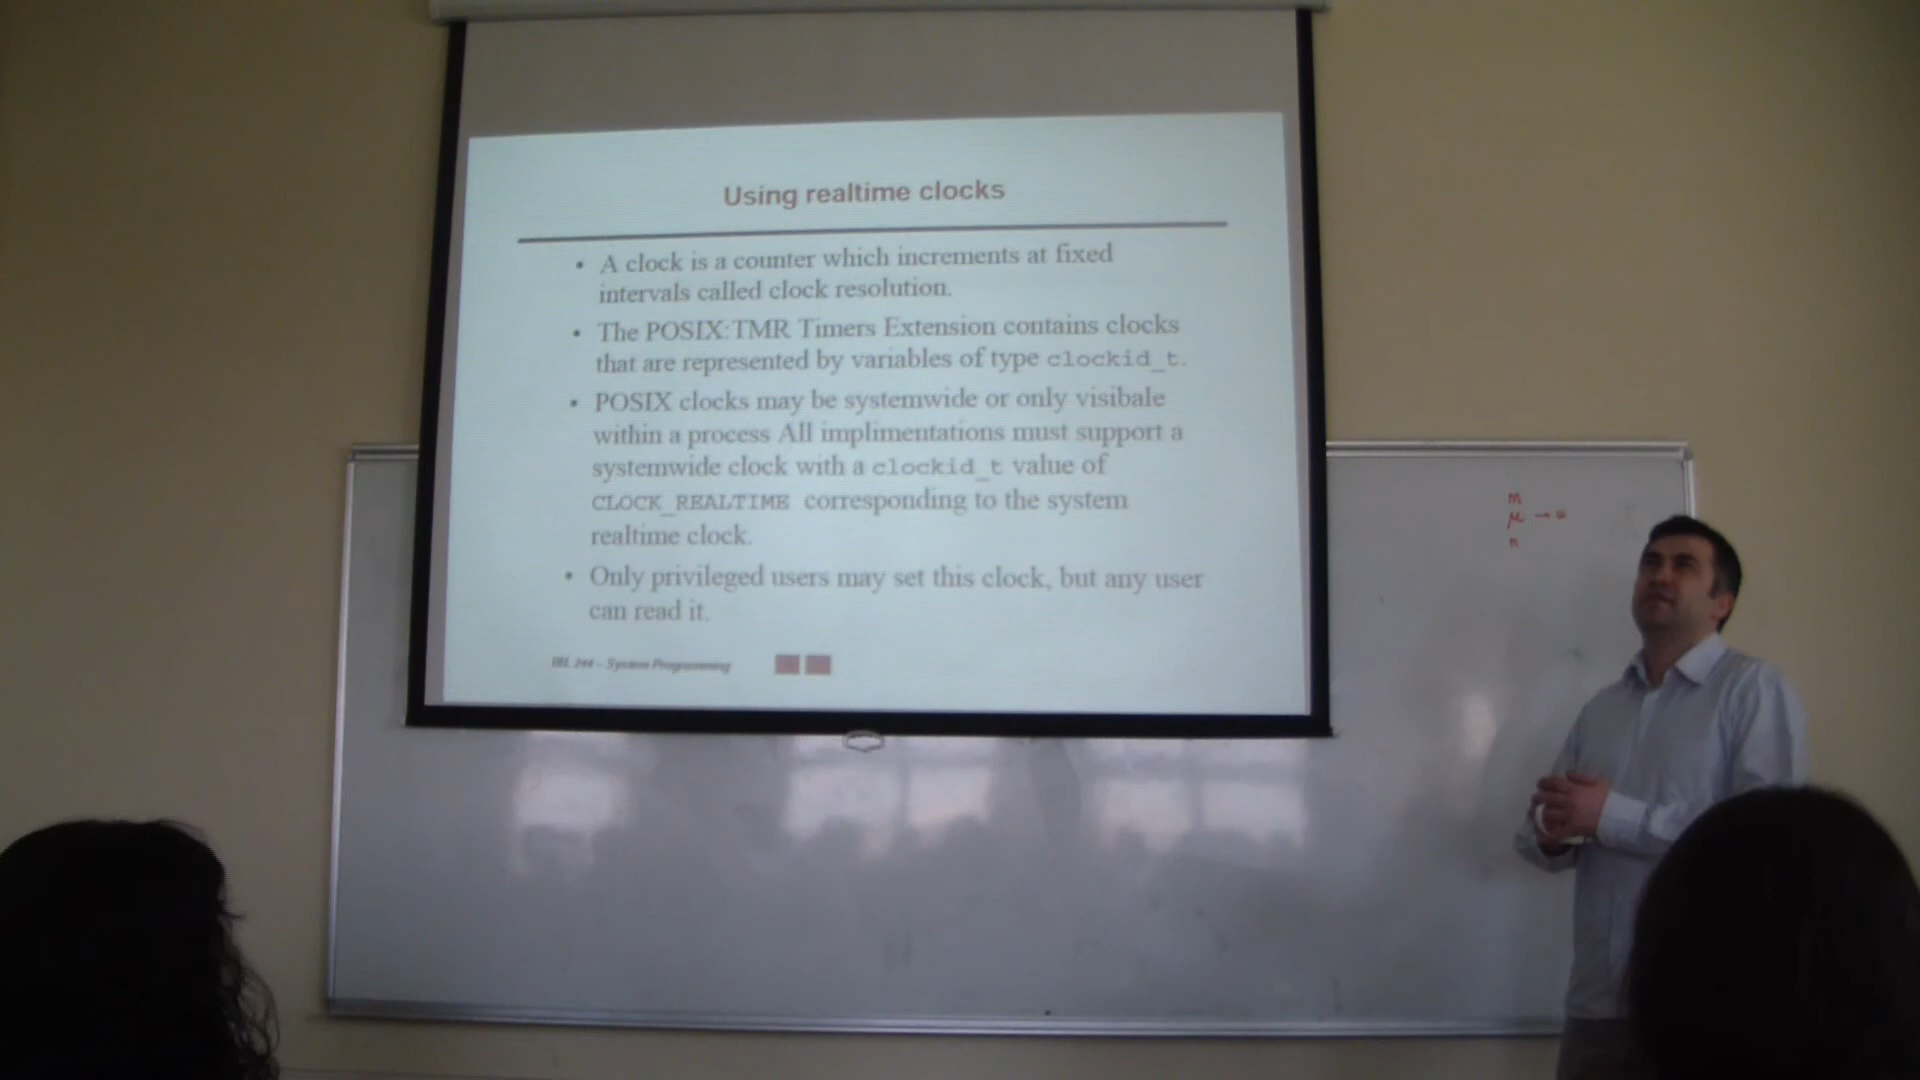 Using realtime clocks
• A clock is a counter which increments at fixed
intervals called clock resolution.
• The POSIX:TMR Timers Extension contains clocks
that are represented by variables of type clockid_t.
• POSIX clocks may be systemwide or only visibale
within a process All implimentations must support a
systemwide clock with a clockid_t value of
CLOCK_REALTIME corresponding to the system
realtime clock.
• Only privileged users may set this clock, but any user
can read it.
BIL 244 – System Programming
m
μ → u
n